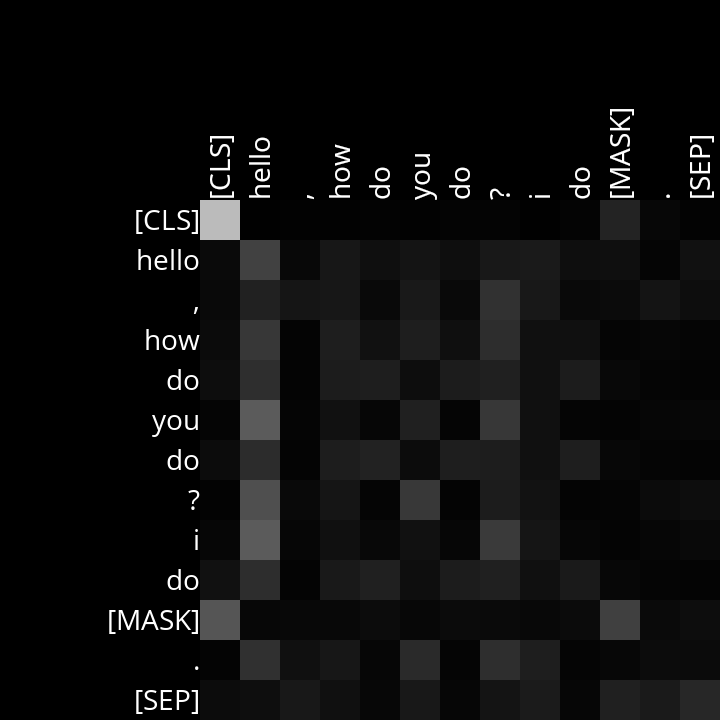 [CLS] hello , how do you do ? i do [MASK] . [SEP]
[CLS]
hello
,
how
do
you
do
?
i
do
[MASK]
.
[SEP]